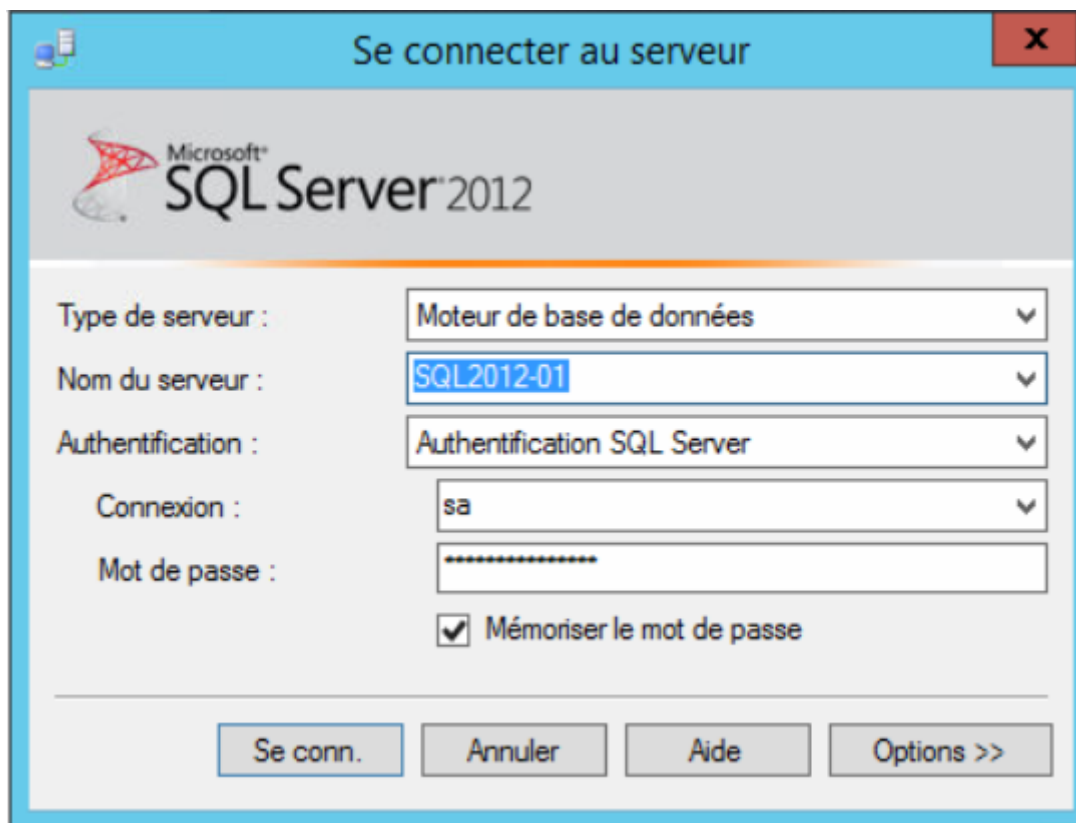 Se connecter au serveur
x
Microsoft®
SQL Server® 2012
Type de serveur : Moteur de base de données
Nom du serveur : SQL2012-01
Authentification : Authentification SQL Server
Connexion : sa
Mot de passe : ***************
Mémoriser le mot de passe
Se conn. Annuler Aide Options >>